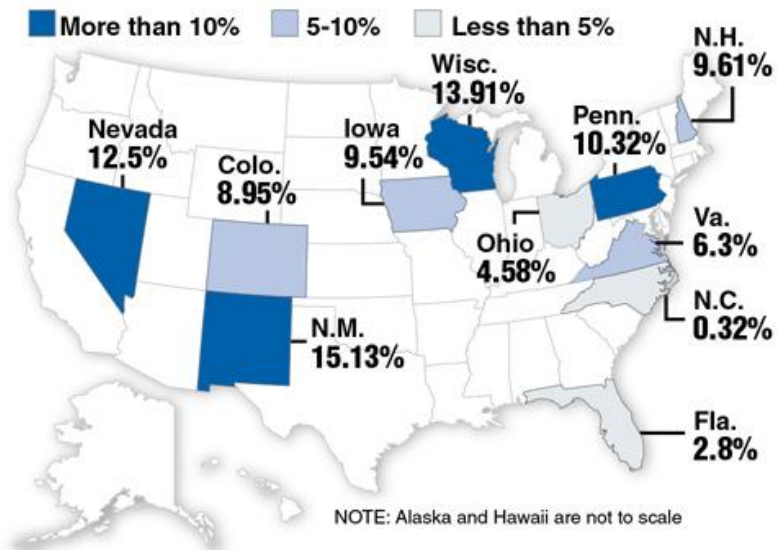 More than 10% 5-10% Less than 5%
N.H.
9.61%
Wisc.
13.91%
Nevada
12.5%
Iowa
9.54%
Penn.
10.32%
Colo.
8.95%
Va.
6.3%
Ohio
4.58%
N.C.
0.32%
N.M.
15.13%
Fla.
2.8%
NOTE: Alaska and Hawaii are not to scale